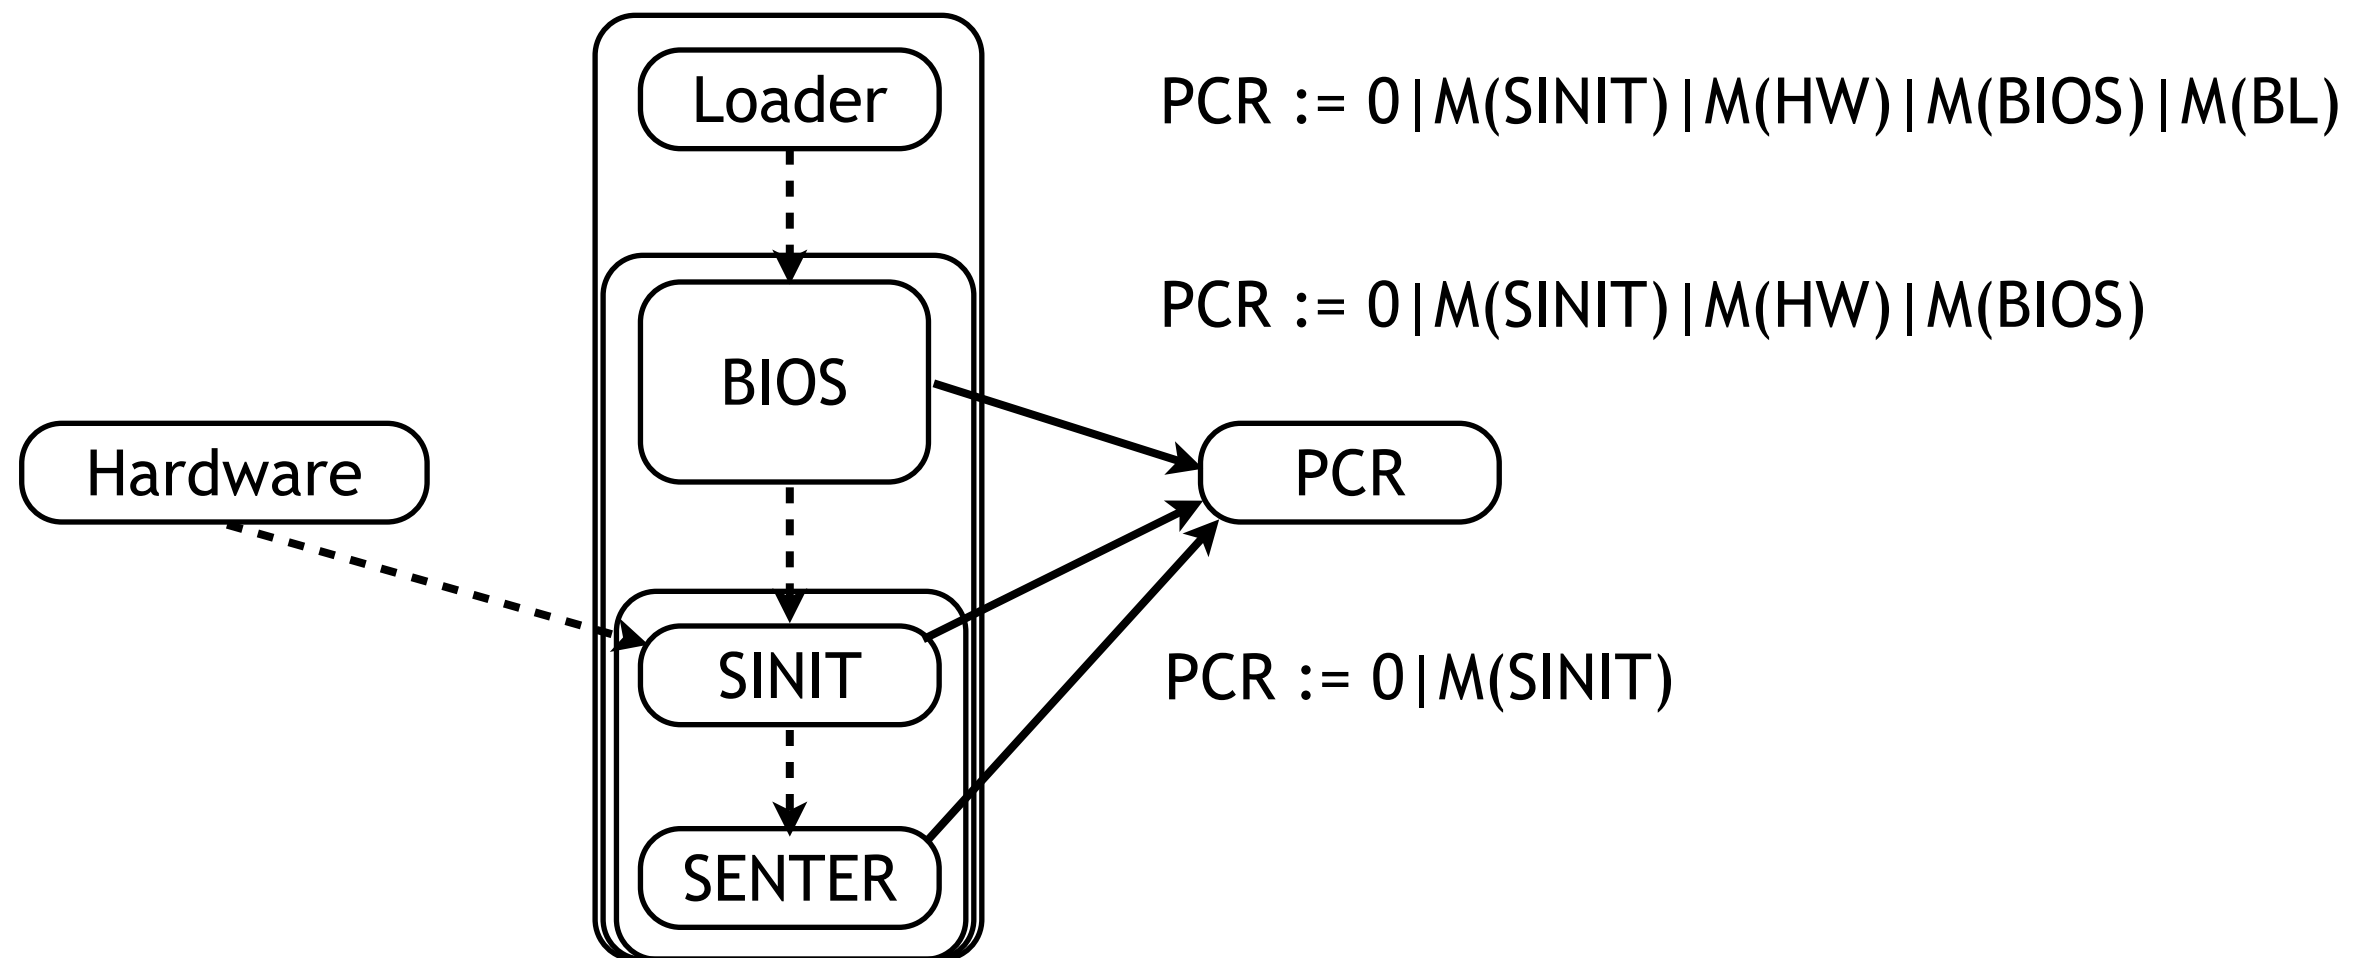 Loader
PCR := 0|M(SINIT)|M(HW)|M(BIOS)|M(BL)
PCR := 0|M(SINIT)|M(HW)|M(BIOS)
BIOS
Hardware
PCR
SINIT
PCR := 0|M(SINIT)
SENTER